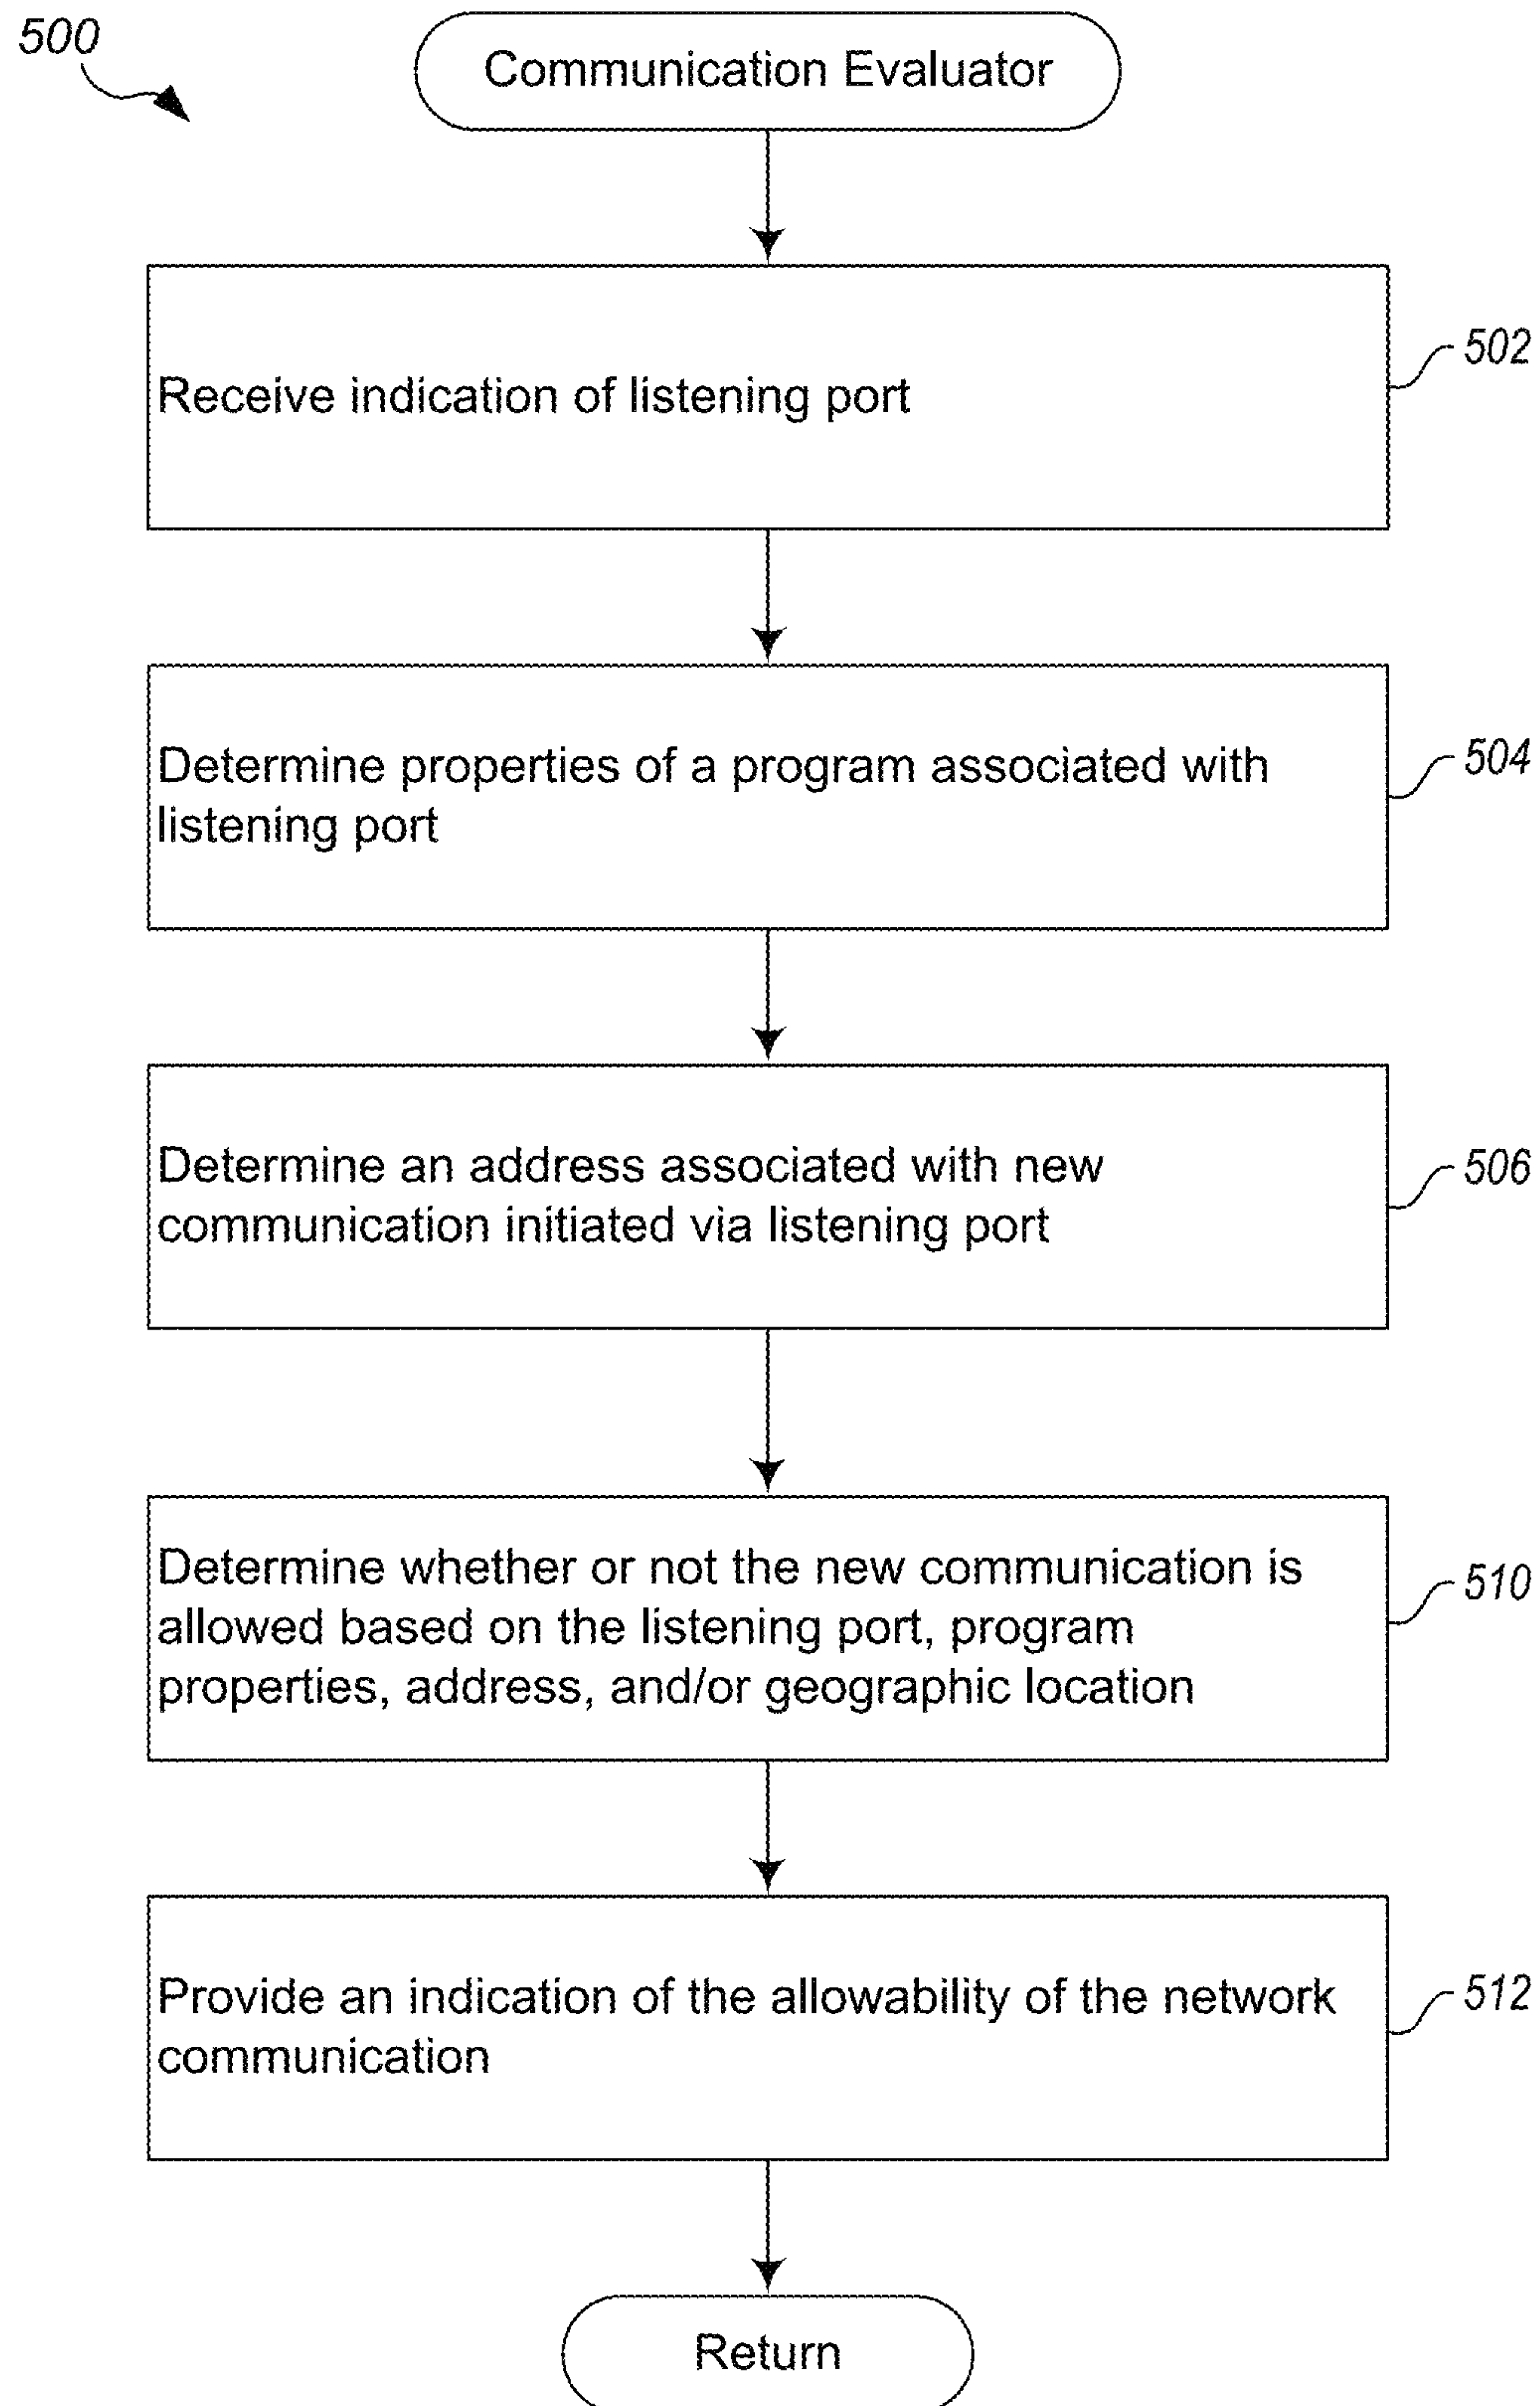 500
Communication Evaluator
Receive indication of listening port
502
Determine properties of a program associated with
listening port
504
Determine an address associated with new
communication initiated via listening port
506
Determine whether or not the new communication is
allowed based on the listening port, program
properties, address, and/or geographic location
510
Provide an indication of the allowability of the network
communication
512
Return